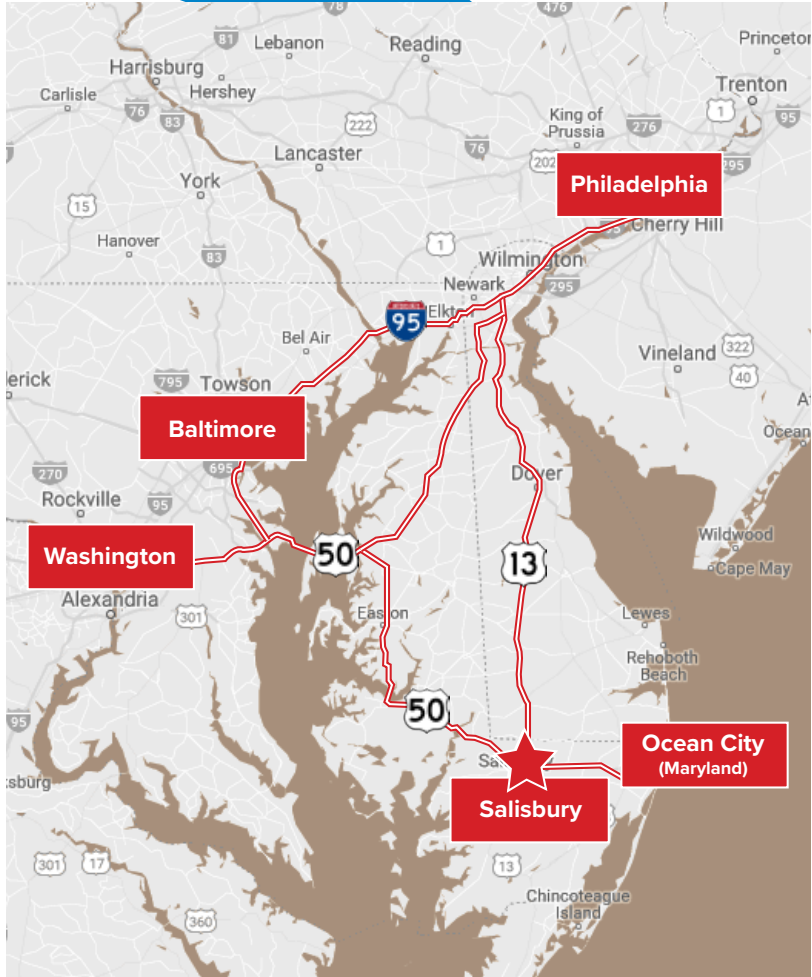 78
476
81
Lebanon
Reading
Princeton
Harrisburg
Hershey
Trenton
Carlisle
76
83
222
King of
Prussia
276
1
95
Lancaster
76
202
295
Philadelphia
York
15
Hanover
83
1
Cherry Hill
Wilmington
Newark
295
95
Bel Air
Vineland
322
40
795
Towson
Baltimore
Ocean
270
695
Rockville
95
Dover
Washington
50
13
Wildwood
Cape May
Alexandria
301
Easton
Lewes
Rehoboth
Beach
95
50
Ocean City
(Maryland)
Salisbury
301
17
13
Chincoteague
Island
360